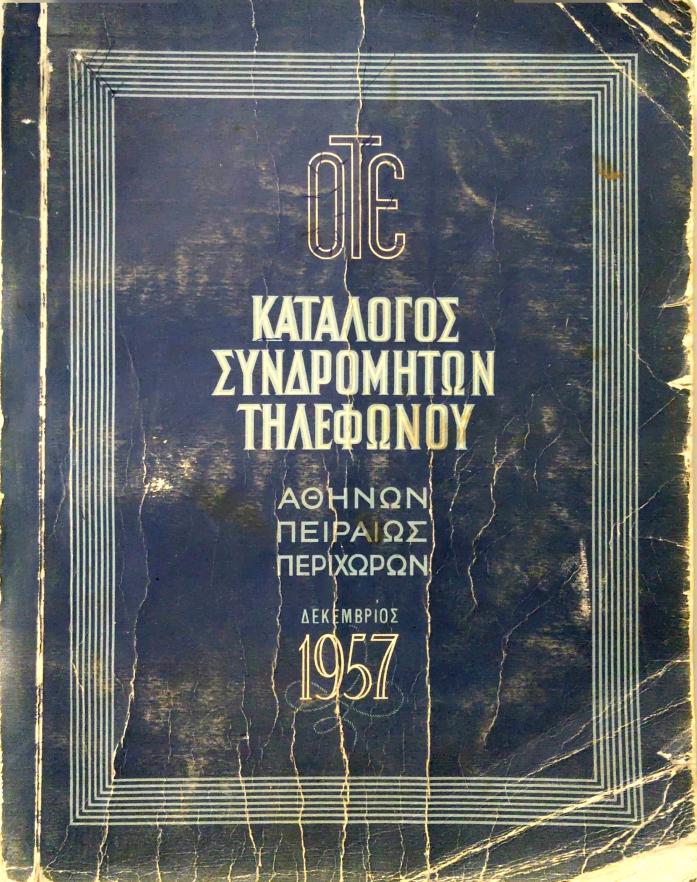 ΟΤΕ
ΚΑΤΑΛΟΓΟΣ
ΣΥΝΔΡΟΜΗΤΩΝ
ΤΗΛΕΦΩΝΟΥ
ΑΘΗΝΩΝ
ΠΕΙΡΑΙΩΣ
ΠΕΡΙΧΩΡΩΝ
ΔΕΚΕΜΒΡΙΟΣ
1957